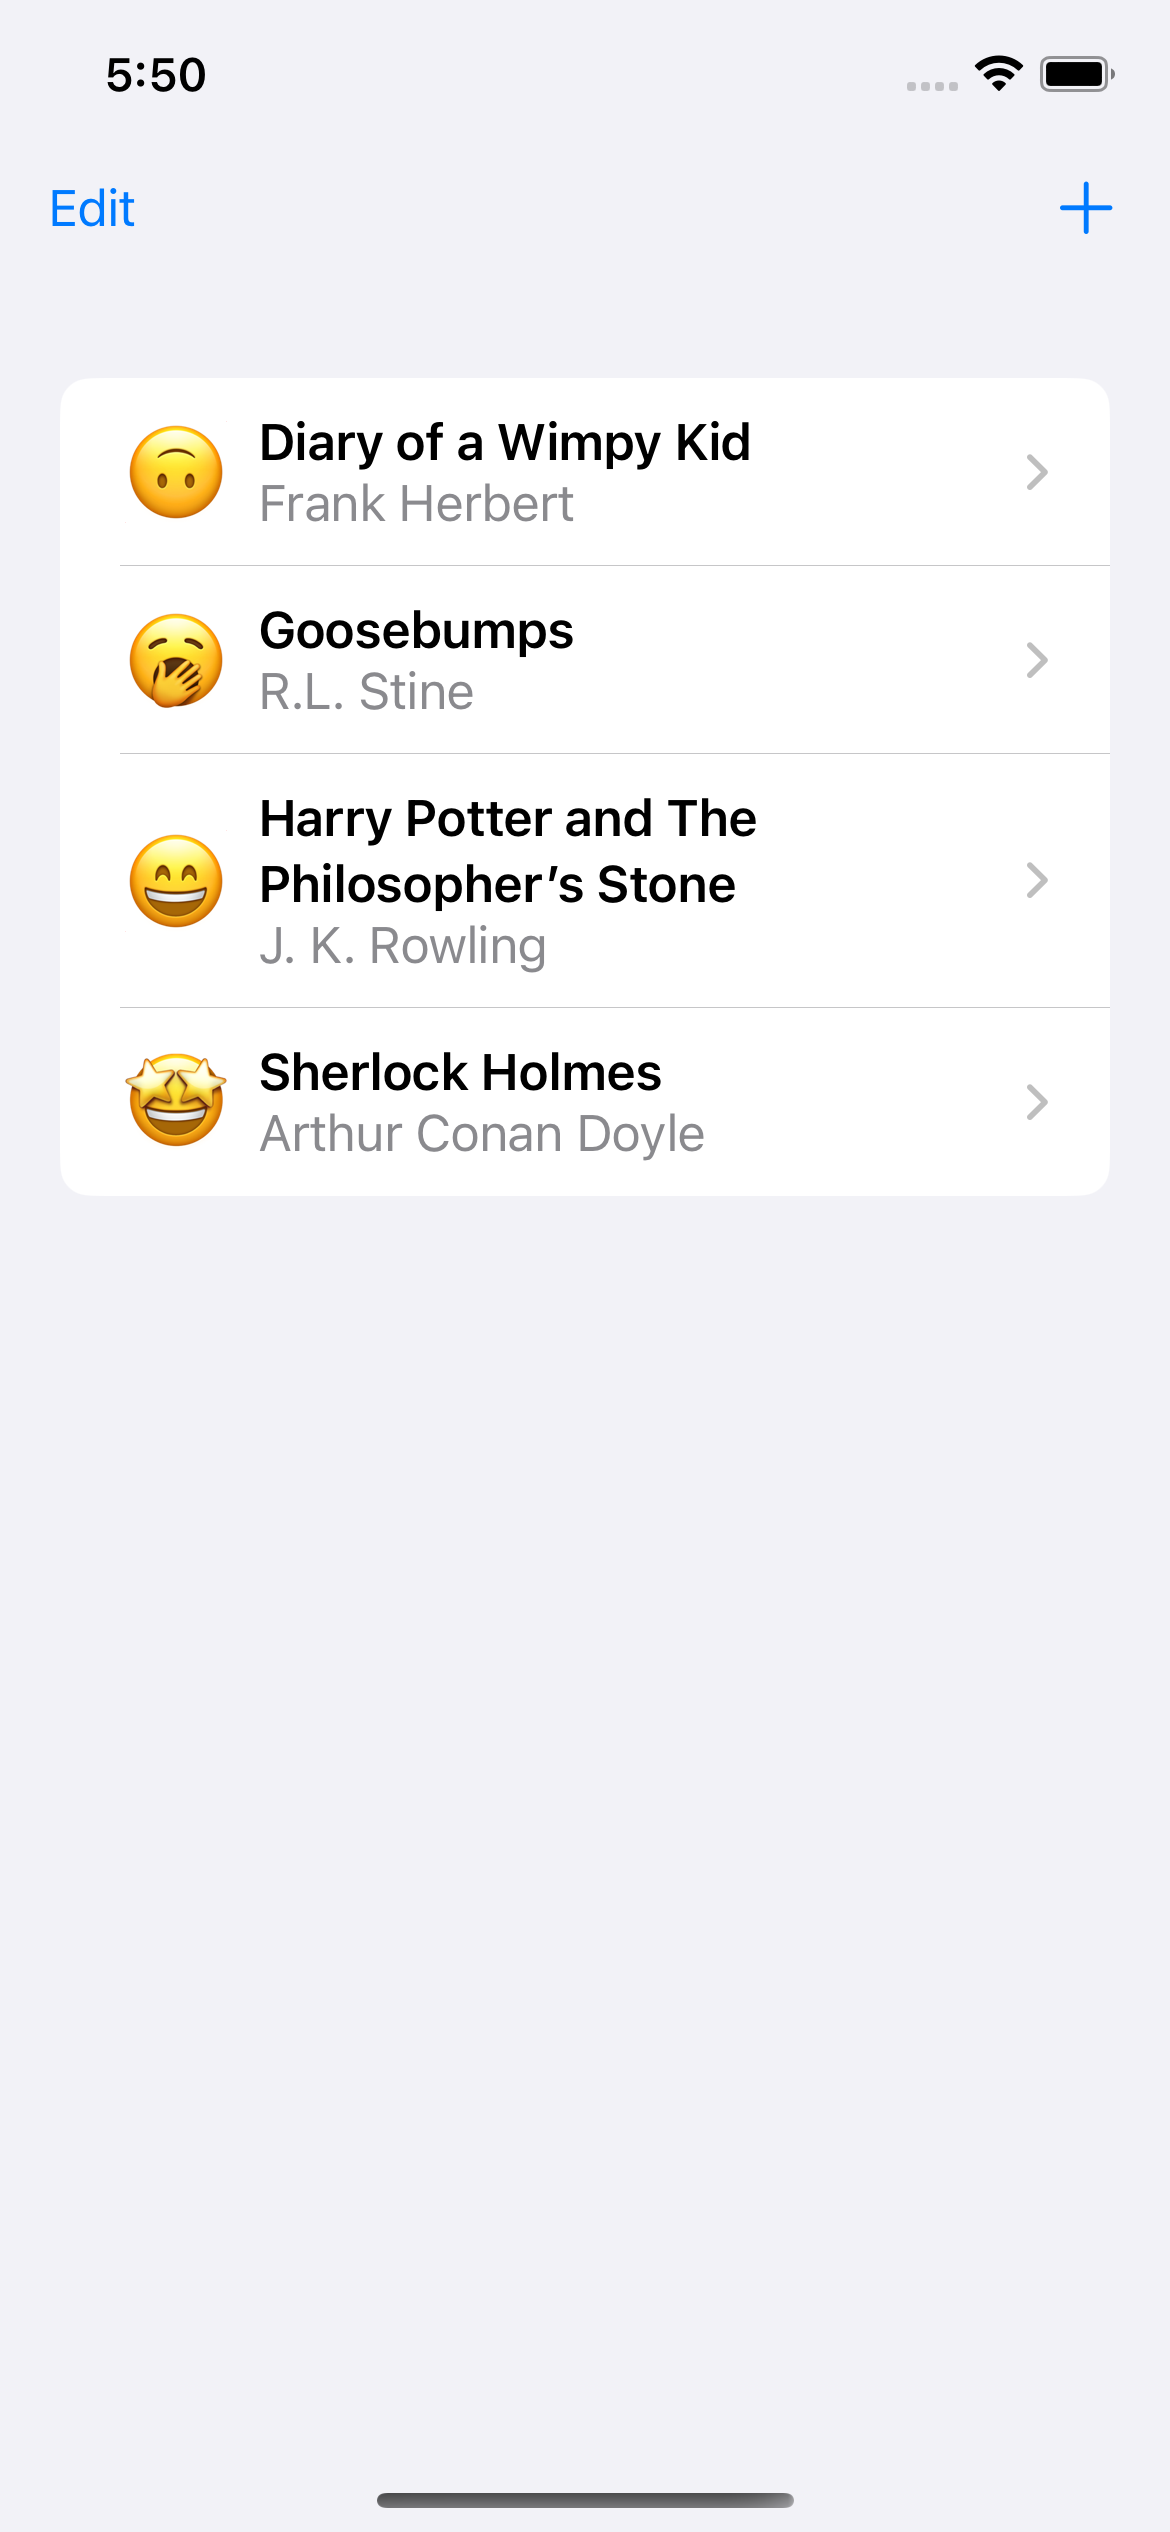 5:50
Edit
Diary of a Wimpy Kid
Frank Herbert
Goosebumps
R.L. Stine
Harry Potter and The
Philosopher’s Stone
J. K. Rowling
Sherlock Holmes
Arthur Conan Doyle